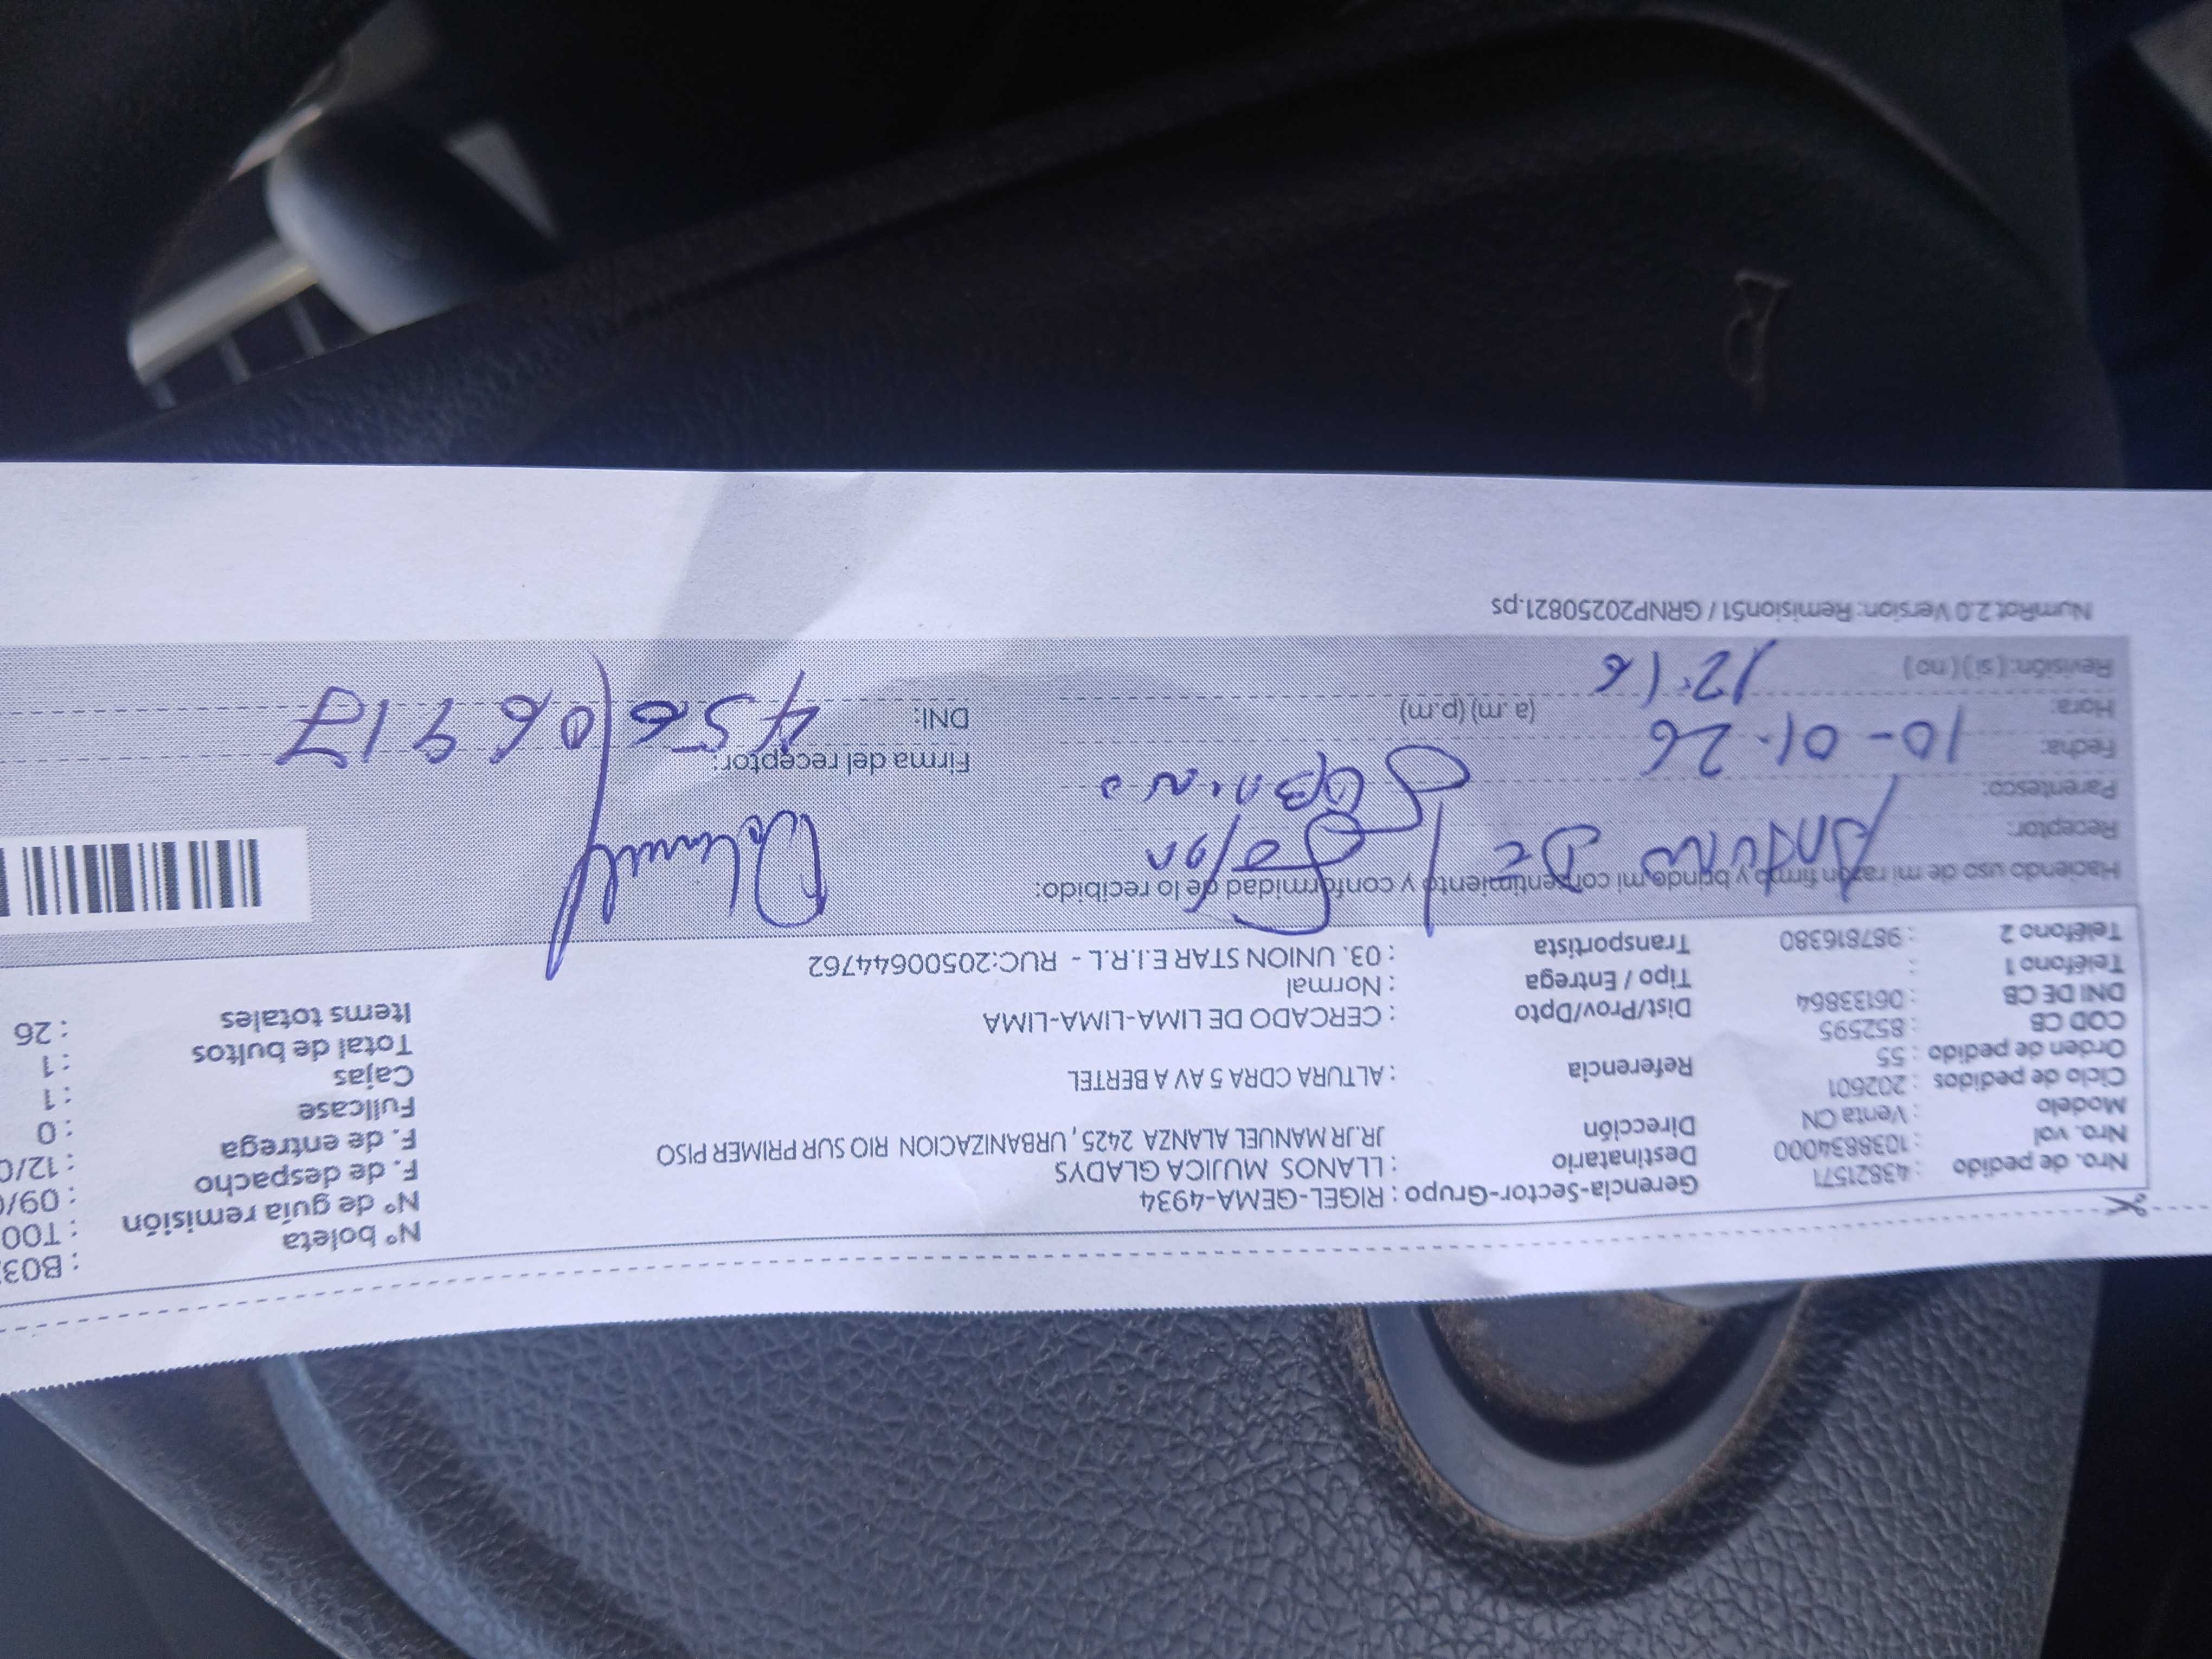 Nro. de pedido : 43821571
Nro. vol : 1038834000
Modelo : Venta CN
Ciclo de pedidos : 202601
Orden de pedido : 55
COD CB : 852595
DNI DE CB : 06133864
Teléfono 1 :
Teléfono 2 : 987816380
Gerencia-Sector-Grupo : RIGEL-GEMA-4934
Destinatario : LLANOS MUJICA GLADYS
Dirección JR.JR MANUEL ALANZA 2425, URBANIZACION RIO SUR PRIMER PISO
Referencia : ALTURA CDRA 5 AV A BERTEL
Dist/Prov/Dpto : CERCADO DE LIMA-LIMA-LIMA
Tipo / Entrega : Normal
Transportista : 03. UNION STAR E.I.R.L - RUC:20500644762
N° boleta : B03
N° de guía remisión : T00
F. de despacho : 09/0
F. de entrega : 12/0
Fullcase : 0
Cajas : 1
Total de bultos : 1
Items totales : 26
Haciendo uso de mi razón firmo y brindo mi consentimiento y conformidad de lo recibido:
Receptor:
Parentesco:
Fecha: 10-01-26
Hora: (a.m) (p.m)
12:16
Revisión: (si) (no)
Firma del receptor:
DNI:
NumRot 2.0 Version: Remision51 / GRNP20250821.ps